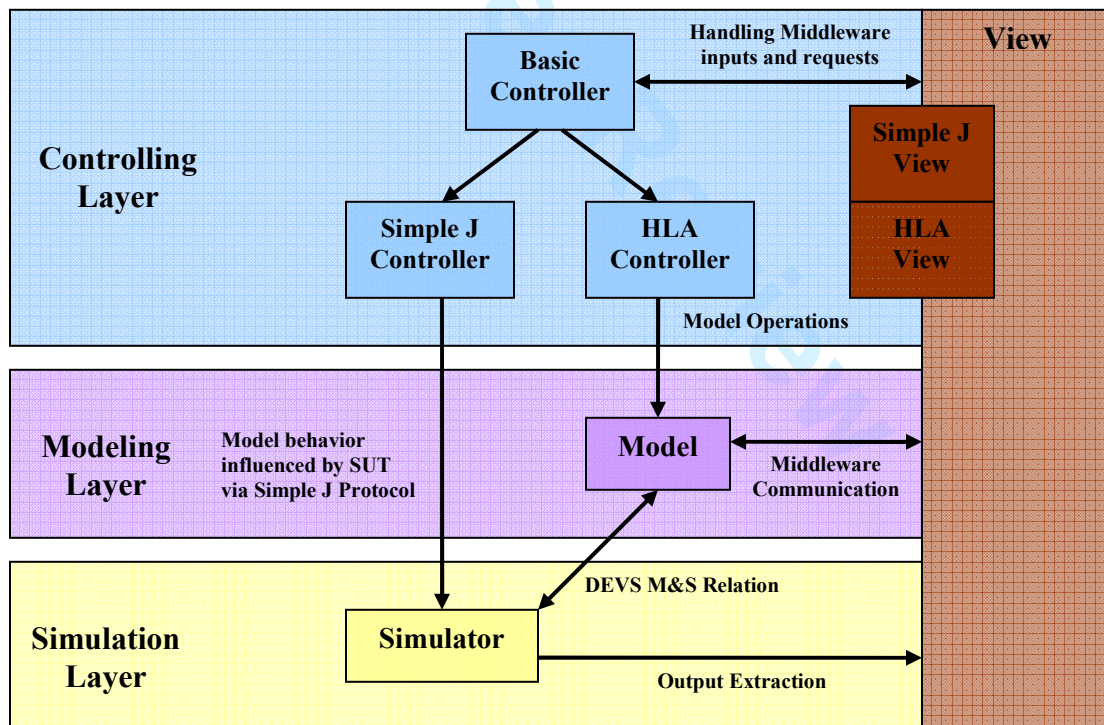 Handling Middleware
inputs and requests
View
Basic
Controller
Simple J
View
Controlling
Layer
Simple J
Controller
HLA
Controller
HLA
View
Model Operations
Modeling
Layer
Model behavior
influenced by SUT
via Simple J Protocol
Model
Middleware
Communication
DEVS M&S Relation
Simulation
Layer
Simulator
Output Extraction